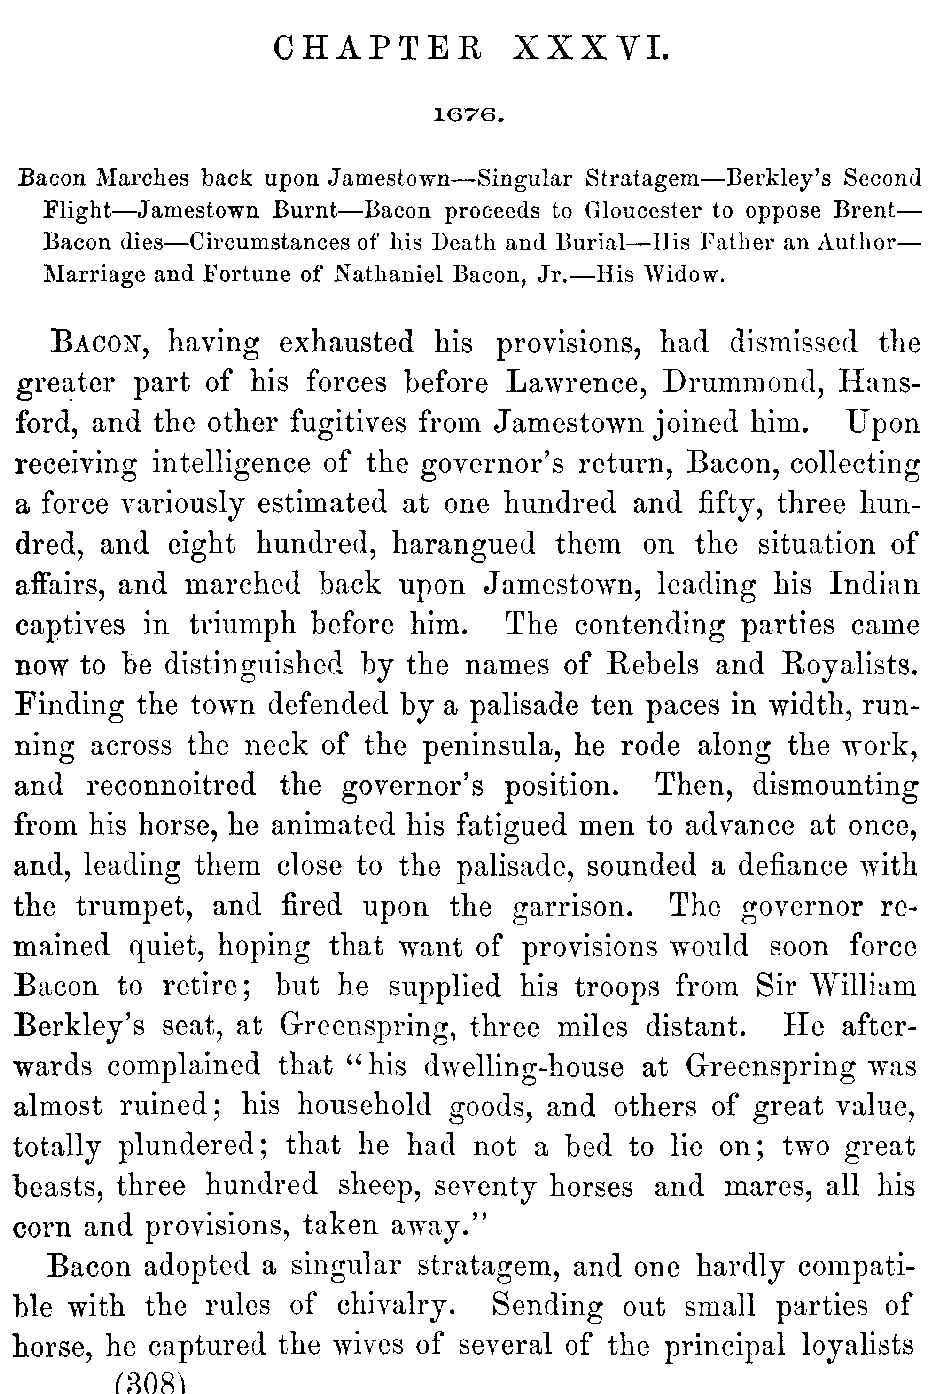 CHAPTER XXXVI.
1676.
Bacon Marches back upon Jamestown—Singular Stratagem—Berkley's Second
Flight—Jamestown Burnt—Bacon proceeds to Gloucester to oppose Brent—
Bacon dies—Circumstances of his Death and Burial—His Father an Author—
Marriage and Fortune of Nathaniel Bacon, Jr.—His Widow.
BACON, having exhausted his provisions, had dismissed the
greater part of his forces before Lawrence, Drummond, Hans-
ford, and the other fugitives from Jamestown joined him. Upon
receiving intelligence of the governor's return, Bacon, collecting
a force variously estimated at one hundred and fifty, three hun-
dred, and eight hundred, harangued them on the situation of
affairs, and marched back upon Jamestown, leading his Indian
captives in triumph before him. The contending parties came
now to be distinguished by the names of Rebels and Royalists.
Finding the town defended by a palisade ten paces in width, run-
ning across the neck of the peninsula, he rode along the work,
and reconnoitred the governor's position. Then, dismounting
from his horse, he animated his fatigued men to advance at once,
and, leading them close to the palisade, sounded a defiance with
the trumpet, and fired upon the garrison. The governor re-
mained quiet, hoping that want of provisions would soon force
Bacon to retire; but he supplied his troops from Sir William
Berkley's seat, at Greenspring, three miles distant. He after-
wards complained that "his dwelling-house at Greenspring was
almost ruined; his household goods, and others of great value,
totally plundered; that he had not a bed to lie on; two great
beasts, three hundred sheep, seventy horses and mares, all his
corn and provisions, taken away."
Bacon adopted a singular stratagem, and one hardly compati-
ble with the rules of chivalry. Sending out small parties of
horse, he captured the wives of several of the principal loyalists
(308)